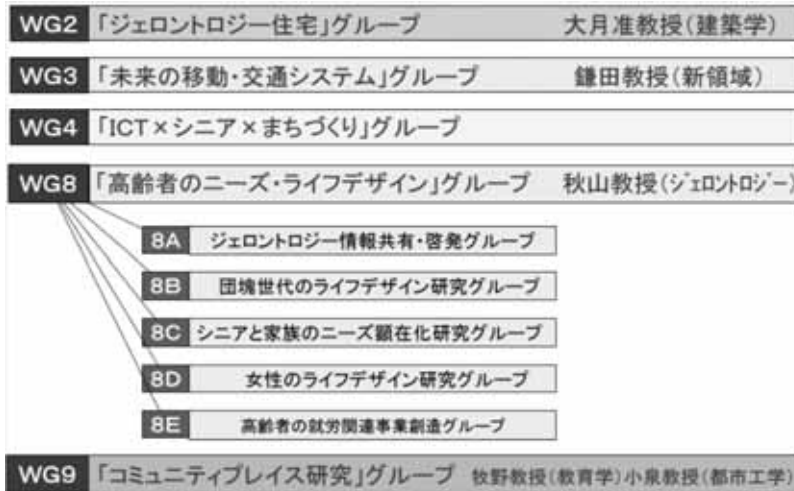 WG2 「ジェロントロジー住宅」グループ 大月准教授(建築学)
WG3 「未来の移動・交通システム」グループ 鎌田教授(新領域)
WG4 「ICT×シニア×まちづくり」グループ
WG8 「高齢者のニーズ・ライフデザイン」グループ 秋山教授(ジェロントロジー)
8A ジェロントロジー情報共有・啓発グループ
8B 団塊世代のライフデザイン研究グループ
8C シニアと家族のニーズ顕在化研究グループ
8D 女性のライフデザイン研究グループ
8E 高齢者の就労関連事業創造グループ
WG9 「コミュニティプレイス研究」グループ 牧野教授(教育学)小泉教授(都市工学)